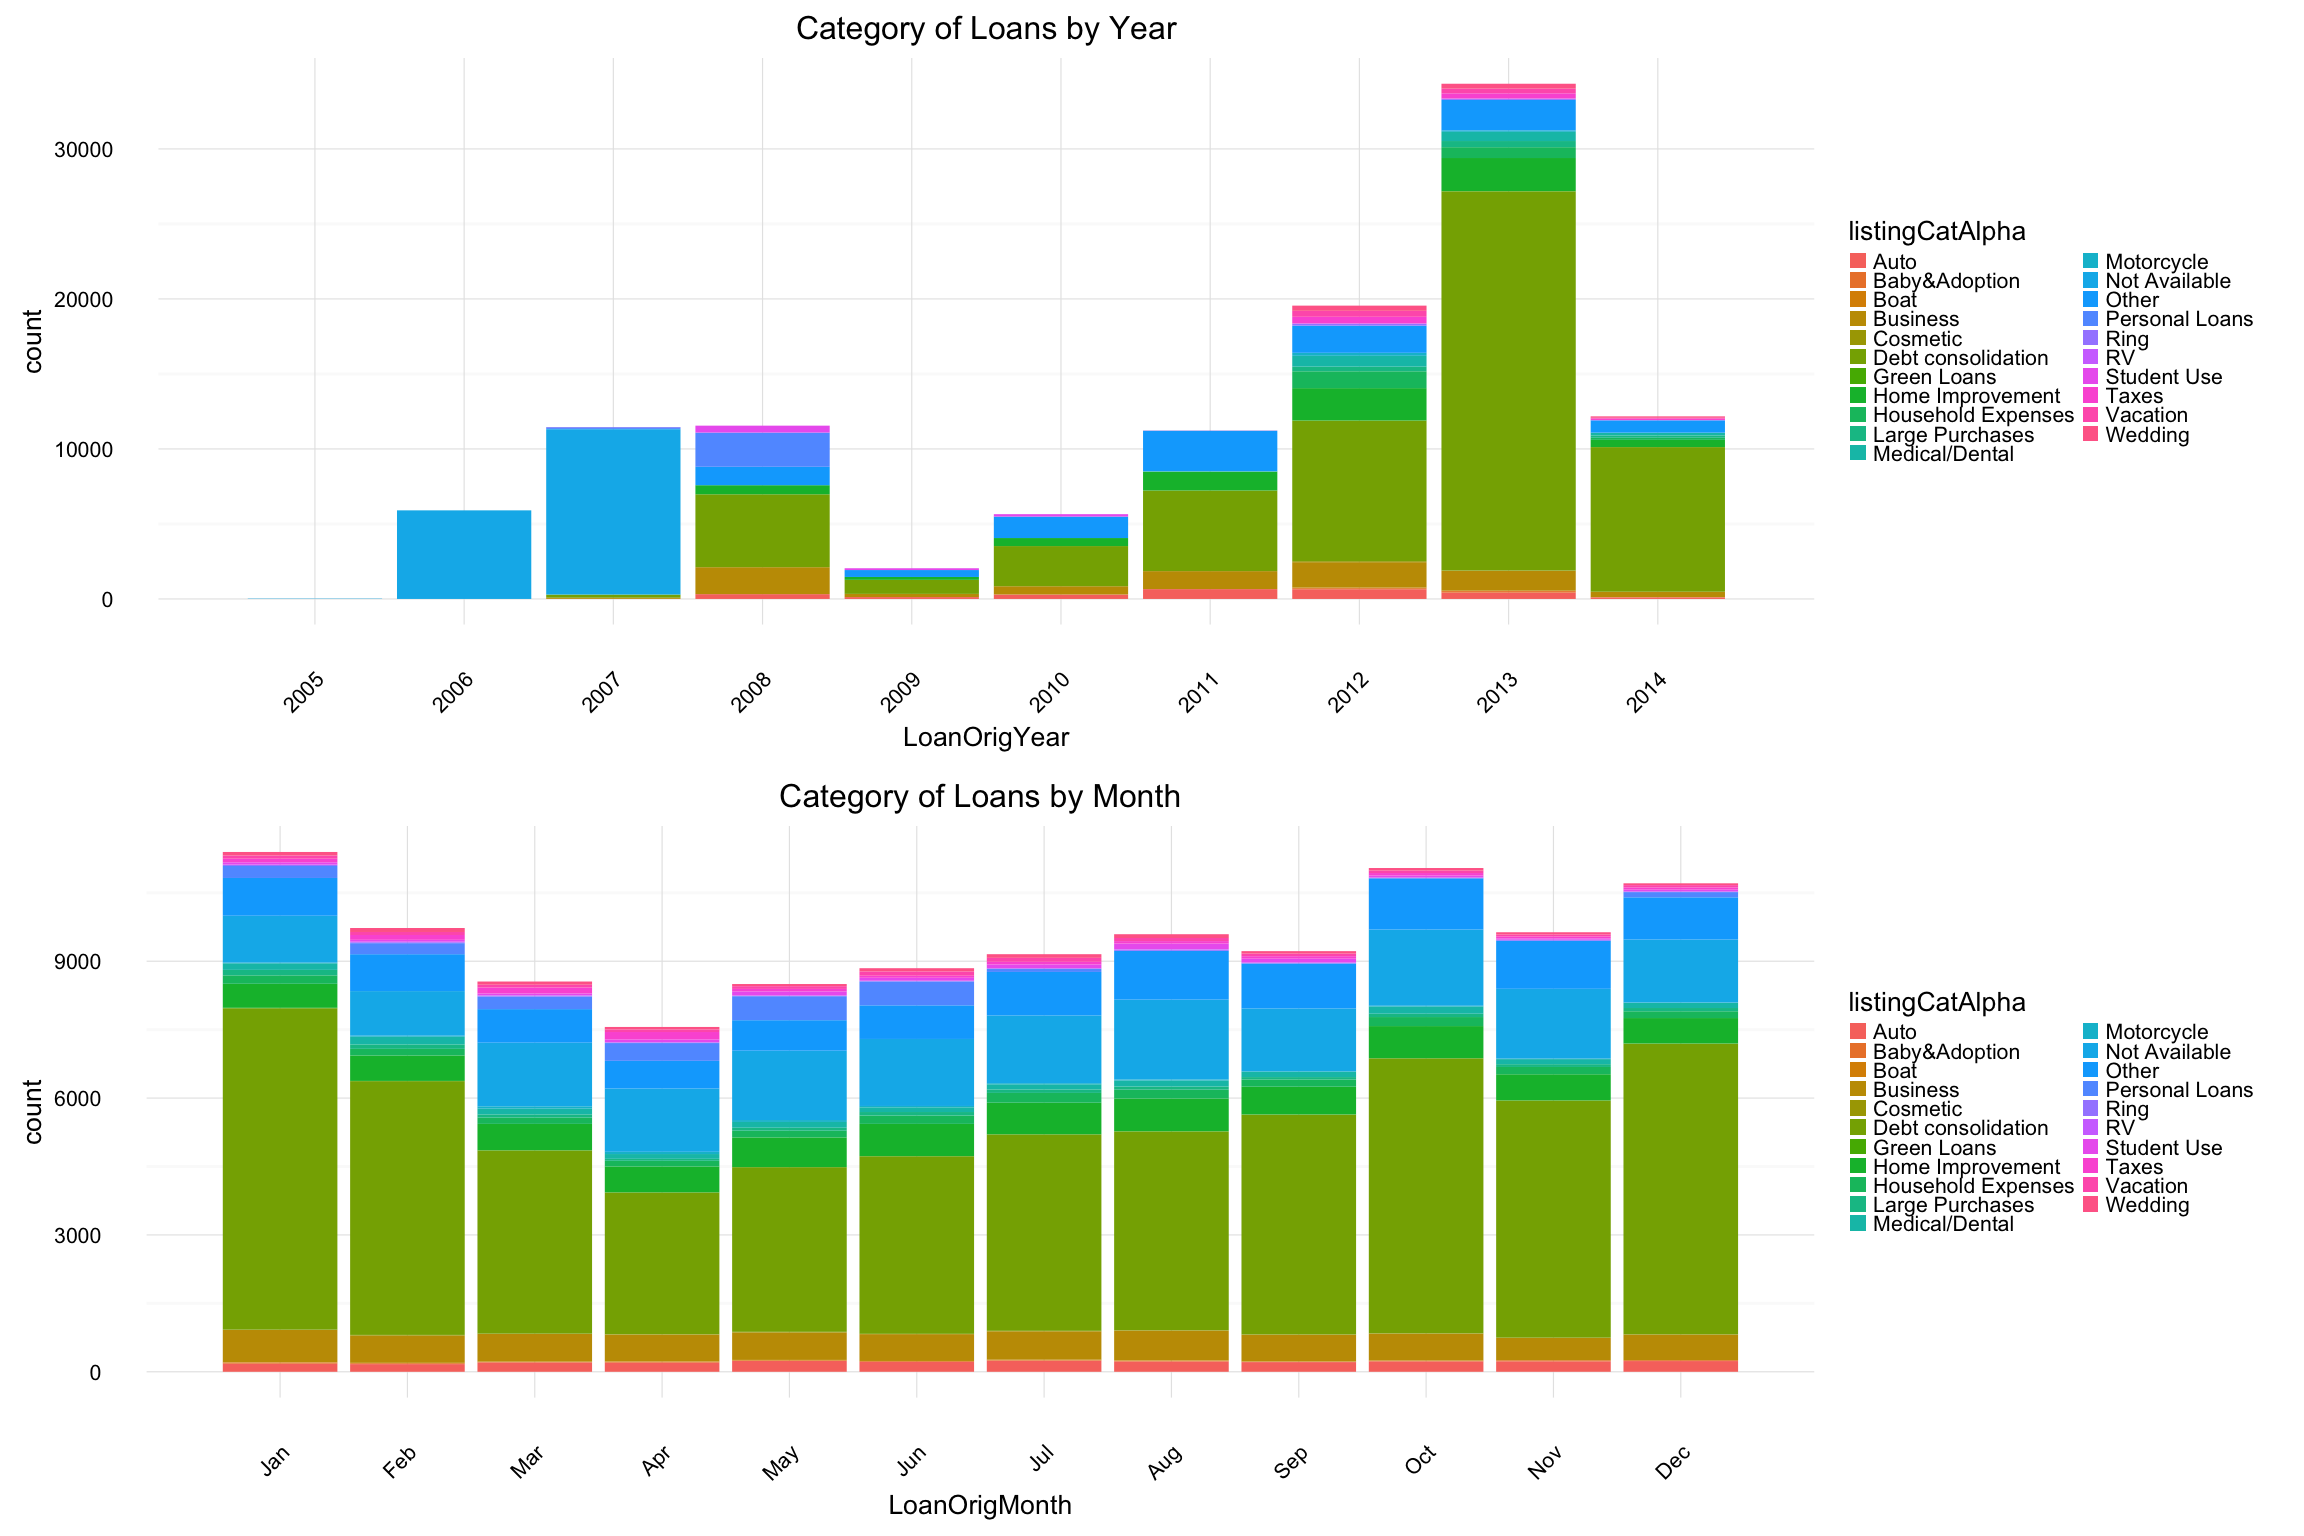 Category of Loans by Year
30000
20000
10000
0
count
2005
2006
2007
2008
2009
2010
2011
2012
2013
2014
LoanOrigYear
listingCatAlpha
Auto
Baby&Adoption
Boat
Business
Cosmetic
Debt consolidation
Green Loans
Home Improvement
Household Expenses
Large Purchases
Medical/Dental
Motorcycle
Not Available
Other
Personal Loans
Ring
RV
Student Use
Taxes
Vacation
Wedding
Category of Loans by Month
9000
6000
3000
0
count
Jan
Feb
Mar
Apr
May
Jun
Jul
Aug
Sep
Oct
Nov
Dec
LoanOrigMonth
listingCatAlpha
Auto
Baby&Adoption
Boat
Business
Cosmetic
Debt consolidation
Green Loans
Home Improvement
Household Expenses
Large Purchases
Medical/Dental
Motorcycle
Not Available
Other
Personal Loans
Ring
RV
Student Use
Taxes
Vacation
Wedding